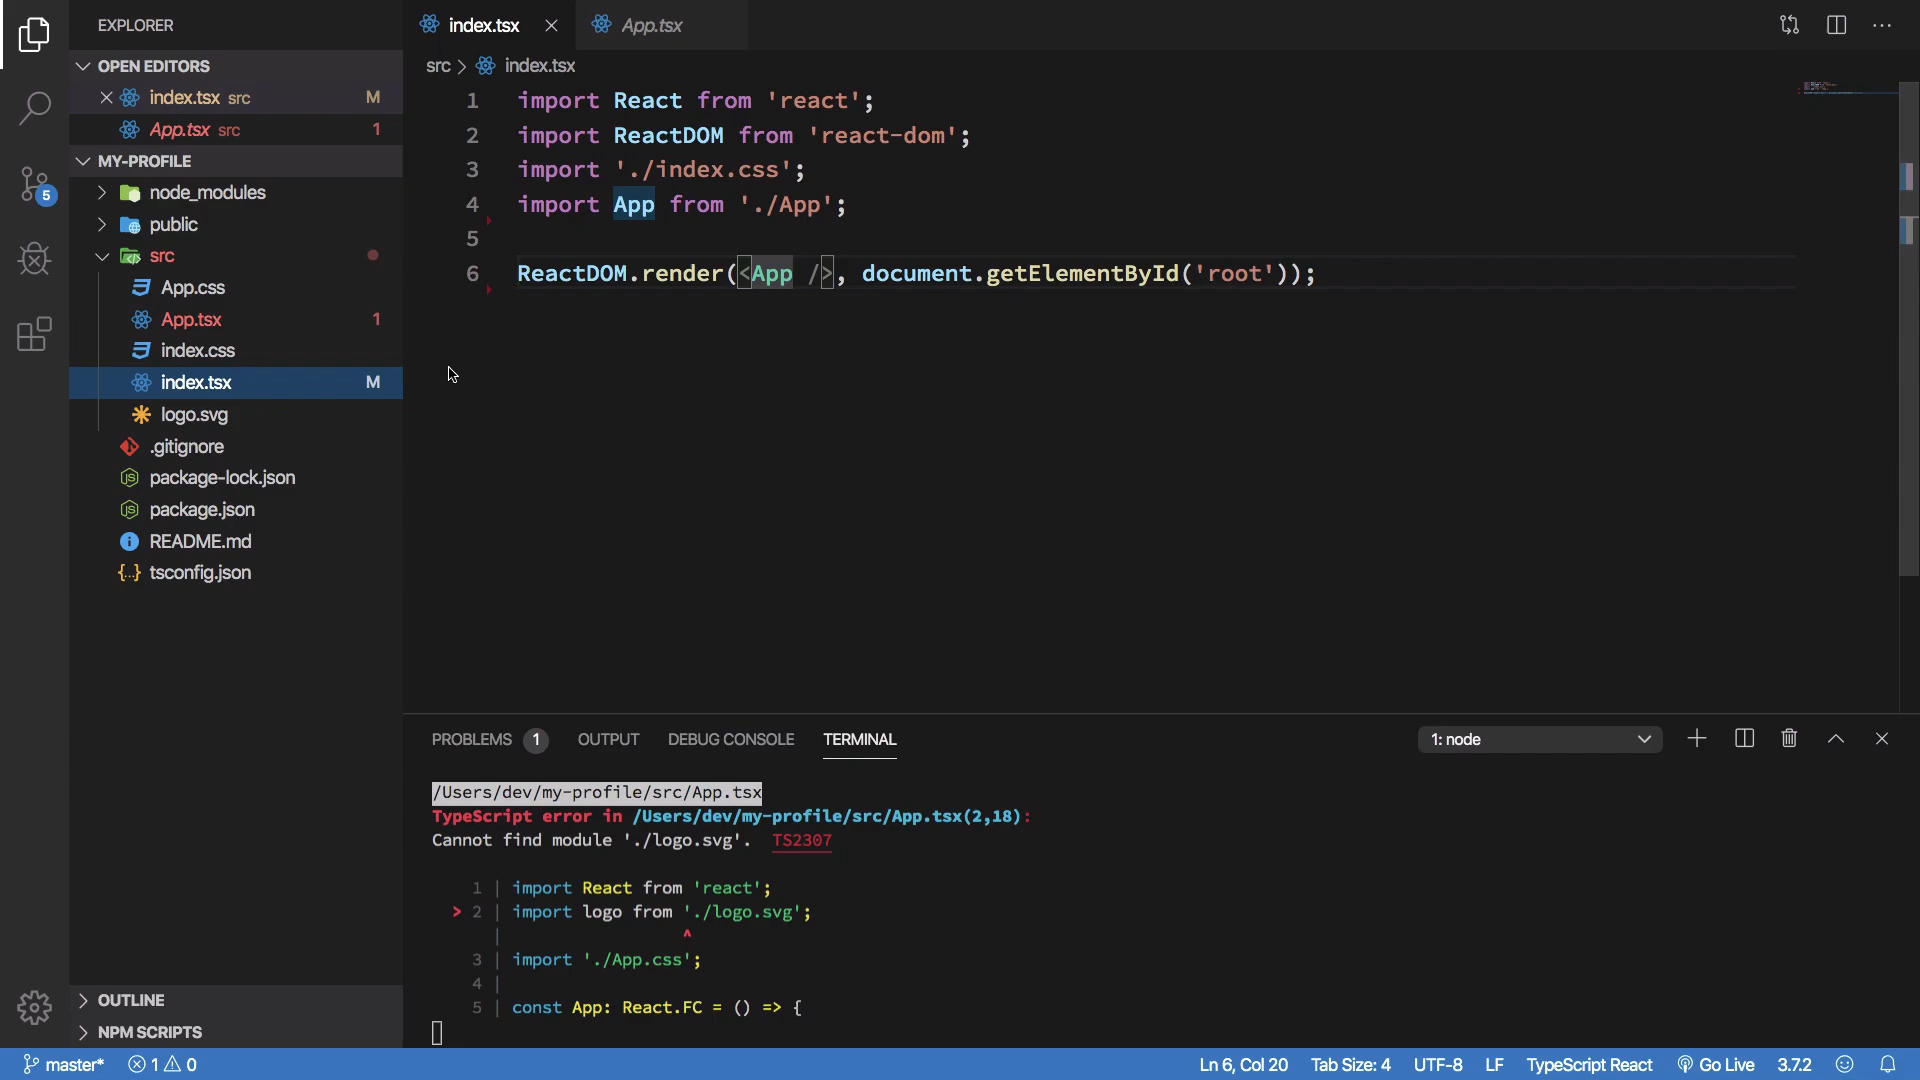 EXPLORER
OPEN EDITORS
index.tsx src M
App.tsx src 1
MY-PROFILE
node_modules
public
src
App.css
App.tsx 1
index.css
index.tsx M
logo.svg
.gitignore
package-lock.json
package.json
README.md
tsconfig.json
OUTLINE
NPM SCRIPTS
5
index.tsx
App.tsx
src > index.tsx
1 import React from 'react';
2 import ReactDOM from 'react-dom';
3 import './index.css';
4 import App from './App';
5
6 ReactDOM.render(<App />, document.getElementById('root'));
PROBLEMS 1 OUTPUT DEBUG CONSOLE TERMINAL
1: node
/Users/dev/my-profile/src/App.tsx
TypeScript error in /Users/dev/my-profile/src/App.tsx(2,18):
Cannot find module './logo.svg'. TS2307
1 | import React from 'react';
> 2 | import logo from './logo.svg';
| ^
3 | import './App.css';
4 |
5 | const App: React.FC = () => {
master* 1 0
Ln 6, Col 20 Tab Size: 4 UTF-8 LF TypeScript React Go Live 3.7.2